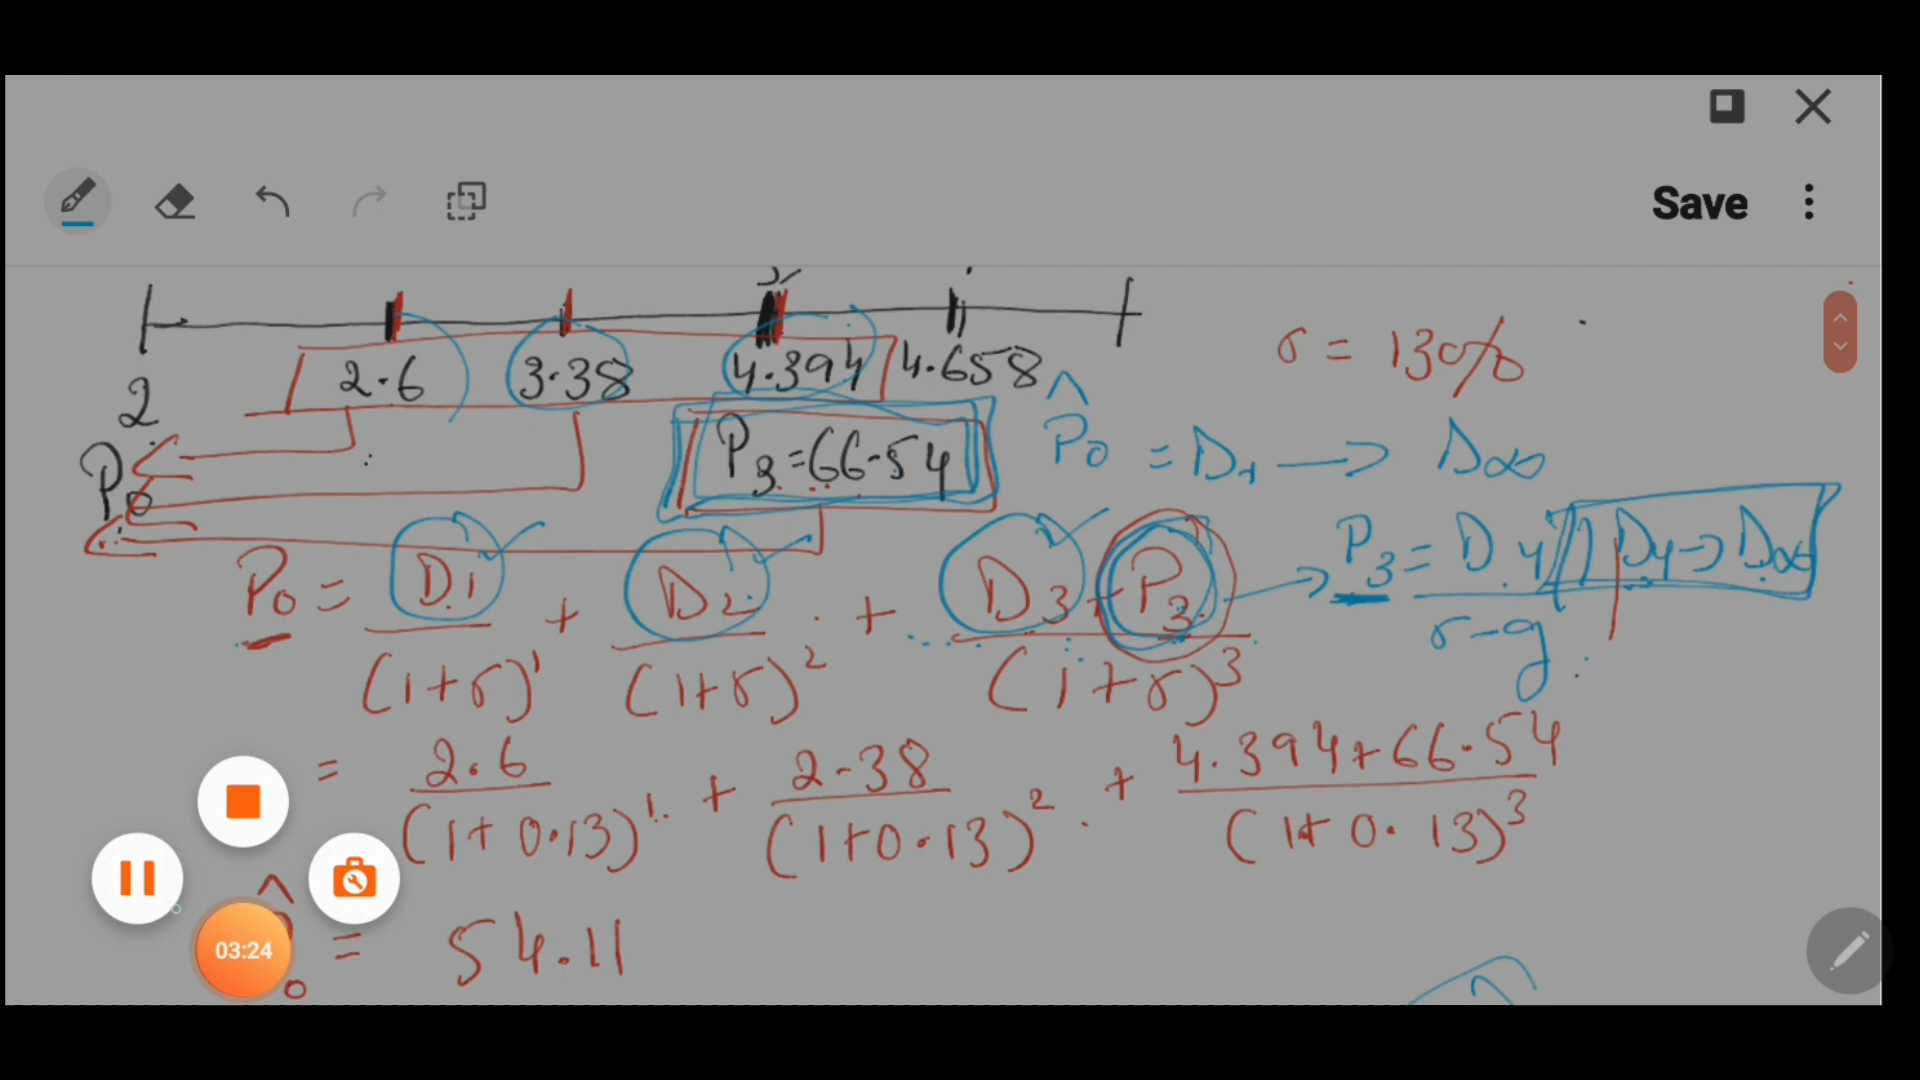 Save
2.6 3.38 4.394 4.658
r = 13%
2
P₀
P₃=66.54
P̂₀ = D₁ → D∞
P₀ = D₁/(1+r)¹ + D₂/(1+r)² + (D₃+P₃)/(1+r)³ → P₃ = D₄/(r-g) D₄→D∞
= 2.6/(1+0.13)¹ + 2.38/(1+0.13)² + (4.394+66.54)/(1+0.13)³
= 54.11
03:24